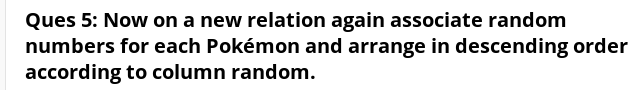 Ques 5: Now on a new relation again associate random
numbers for each Pokémon and arrange in descending order
according to column random.